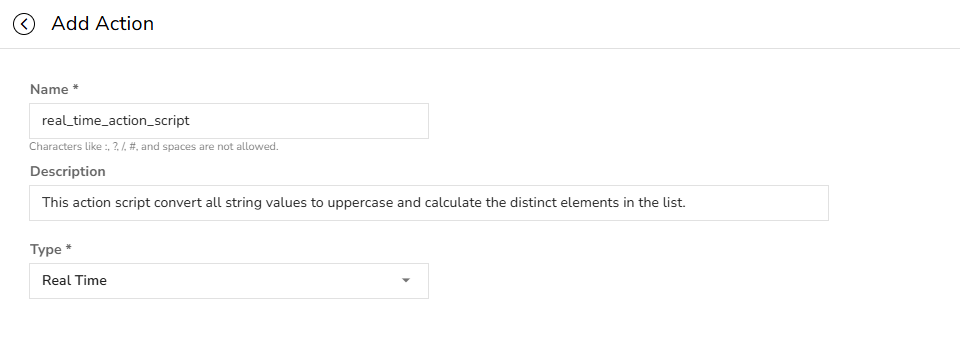 Add Action
Name *
real_time_action_script
Characters like :, ?, /, #, and spaces are not allowed.
Description
This action script convert all string values to uppercase and calculate the distinct elements in the list.
Type *
Real Time